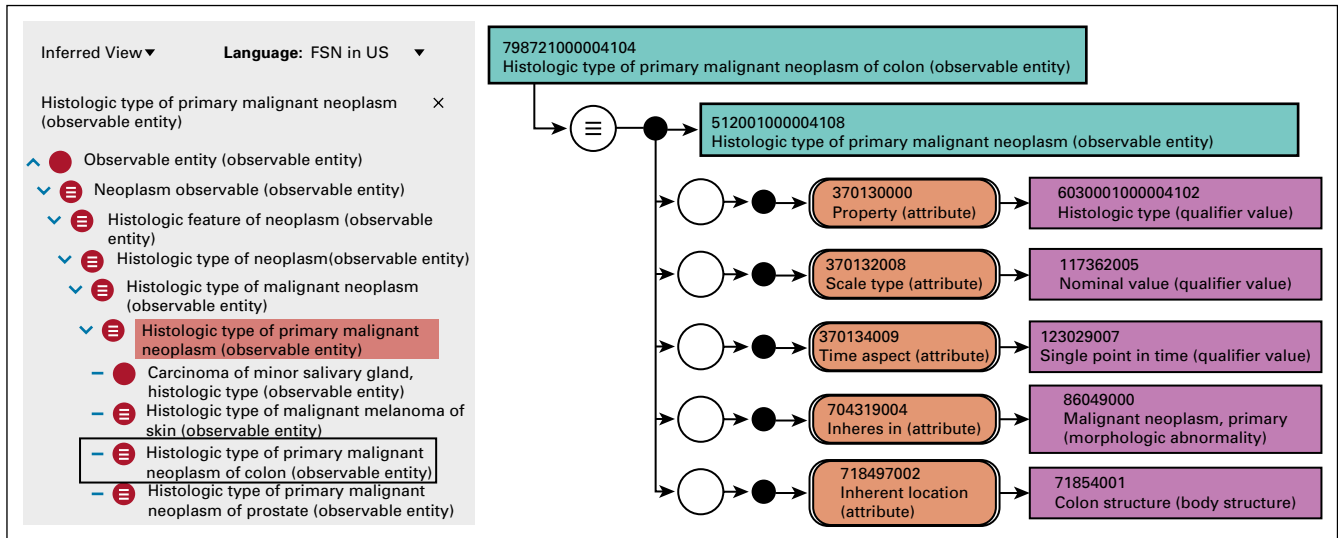 Inferred View▼ Language: FSN in US ▼
Histologic type of primary malignant neoplasm ×
(observable entity)
Observable entity (observable entity)
Neoplasm observable (observable entity)
Histologic feature of neoplasm (observable
entity)
Histologic type of neoplasm(observable entity)
Histologic type of malignant neoplasm
(observable entity)
Histologic type of primary malignant
neoplasm (observable entity)
Carcinoma of minor salivary gland,
histologic type (observable entity)
Histologic type of malignant melanoma of
skin (observable entity)
Histologic type of primary malignant
neoplasm of colon (observable entity)
Histologic type of primary malignant
neoplasm of prostate (observable entity)
798721000004104
Histologic type of primary malignant neoplasm of colon (observable entity)
512001000004108
Histologic type of primary malignant neoplasm (observable entity)
370130000
Property (attribute)
6030001000004102
Histologic type (qualifier value)
370132008
Scale type (attribute)
117362005
Nominal value (qualifier value)
370134009
Time aspect (attribute)
123029007
Single point in time (qualifier value)
704319004
Inheres in (attribute)
86049000
Malignant neoplasm, primary
(morphologic abnormality)
718497002
Inherent location
(attribute)
71854001
Colon structure (body structure)